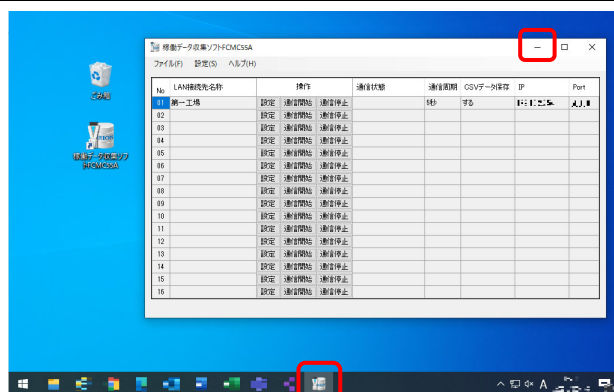 稼働データ収集ソフトFCMC5SA
ファイル(F) 設定(S) ヘルプ(H)
No LAN接続先名称 操作 通信状態 通信周期 CSVデータ保存 IP Port
01 第一工場 設定 通信開始 通信停止 5秒 する
02 設定 通信開始 通信停止
03 設定 通信開始 通信停止
04 設定 通信開始 通信停止
05 設定 通信開始 通信停止
06 設定 通信開始 通信停止
07 設定 通信開始 通信停止
08 設定 通信開始 通信停止
09 設定 通信開始 通信停止
10 設定 通信開始 通信停止
11 設定 通信開始 通信停止
12 設定 通信開始 通信停止
13 設定 通信開始 通信停止
14 設定 通信開始 通信停止
15 設定 通信開始 通信停止
16 設定 通信開始 通信停止
ごみ箱
稼働データ収集ソフ
トFCMC5SA
A